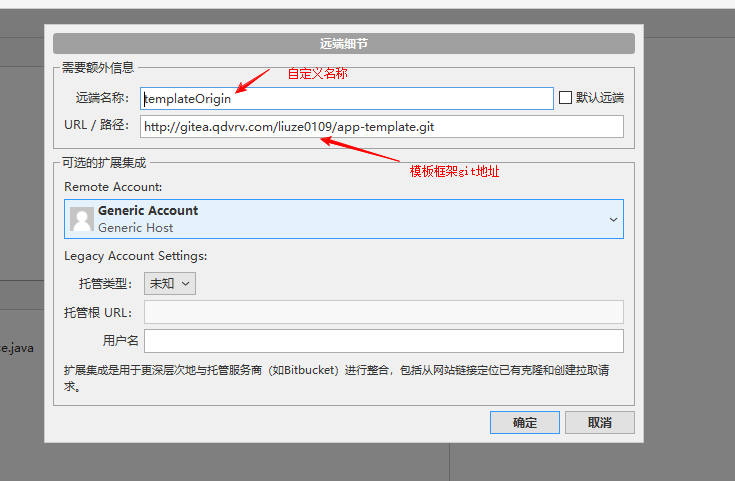 远端细节
需要额外信息
自定义名称
远端名称: templateOrigin 默认远端
URL / 路径: http://gitea.qdvrv.com/liuze0109/app-template.git
模板框架git地址
可选的扩展集成
Remote Account:
Generic Account
Generic Host
Legacy Account Settings:
托管类型: 未知
托管根 URL:
用户名
e.java
扩展集成是用于更深层次地与托管服务商（如Bitbucket）进行整合，包括从网站链接定位已有克隆和创建拉取请
求。
确定 取消